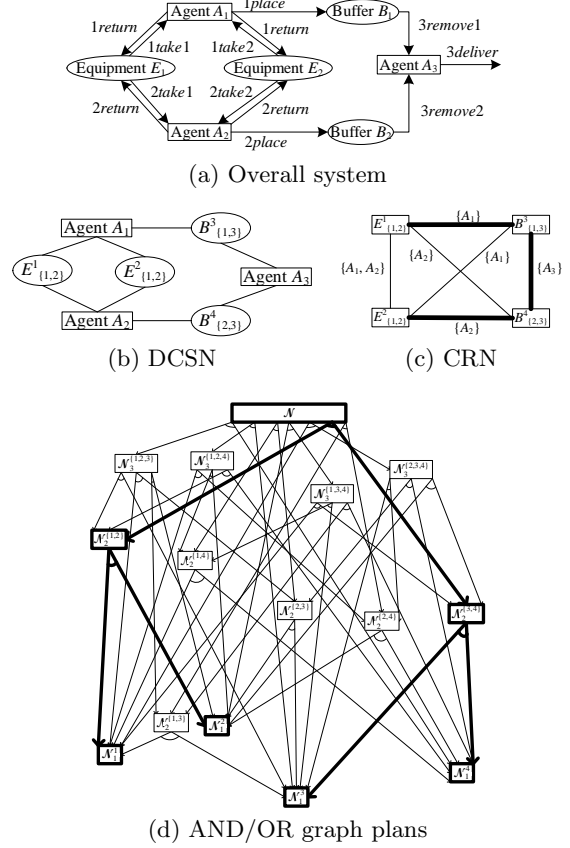 Agent A₁
1place
Buffer B₁
1return
1return
3remove1
1take1
1take2
3deliver
Equipment E₁
Equipment E₂
Agent A₃
2take1
2take2
2return
2return
3remove2
Agent A₂
2place
Buffer B₂
(a) Overall system
Agent A₁
B³{1,3}
E¹{1,2}
E²{1,2}
Agent A₃
Agent A₂
B⁴{2,3}
(b) DCSN
E¹{1,2}
{A₁}
B³{1,3}
{A₁, A₂}
{A₂}
{A₁}
{A₃}
E²{1,2}
{A₂}
B⁴{2,3}
(c) CRN
𝒩
𝒩₃{1,2,3}
𝒩₃{1,2,4}
𝒩₃{2,3,4}
𝒩₃{1,3,4}
𝒩₂{1,2}
𝒩₂{1,4}
𝒩₂{2,3}
𝒩₂{2,4}
𝒩₂{3,4}
𝒩₂{1,3}
𝒩₁²
𝒩₁¹
𝒩₁⁴
𝒩₁³
(d) AND/OR graph plans